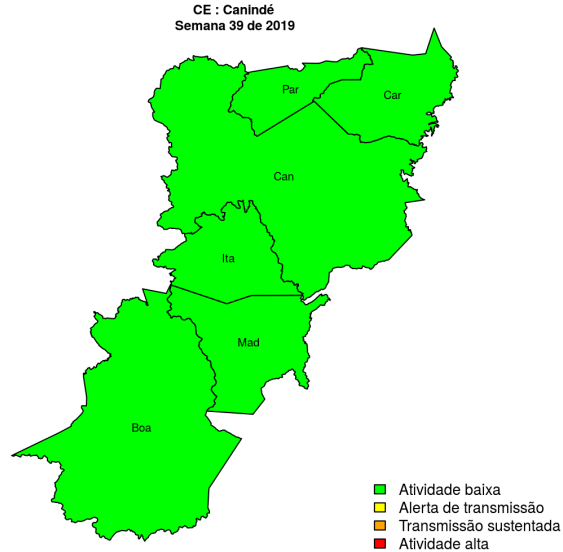 CE : Canindé
Semana 39 de 2019
Par
Car
Can
Ita
Mad
Boa
Atividade baixa
Alerta de transmissão
Transmissão sustentada
Atividade alta